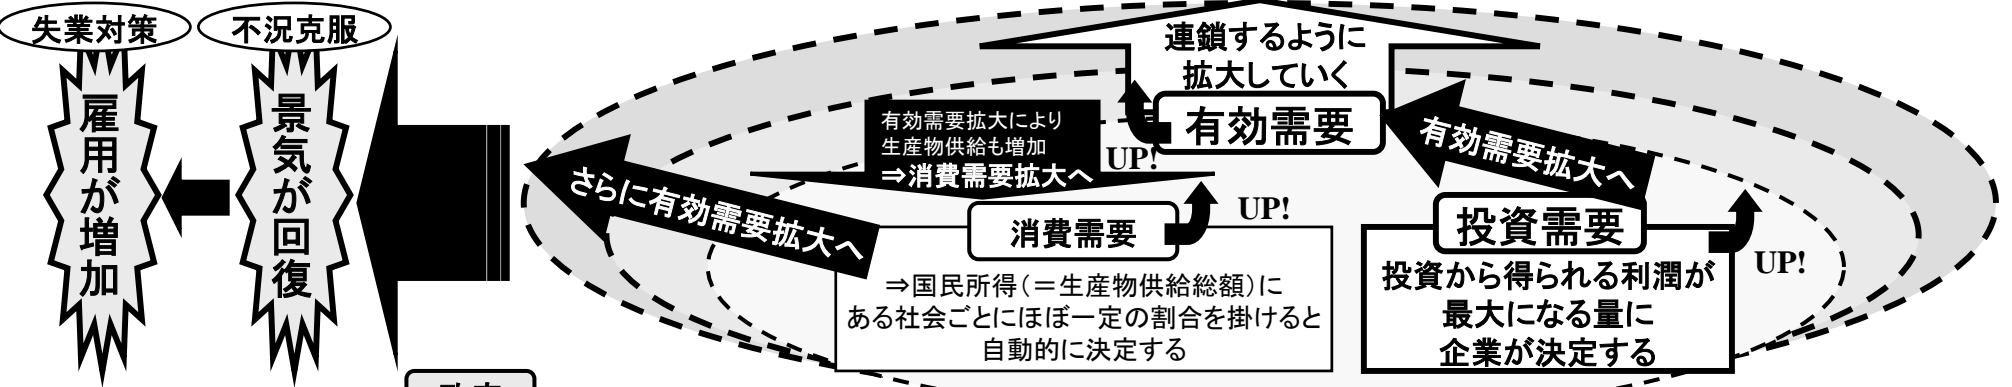 失業対策
不況克服
雇用が増加
景気が回復
連鎖するように
拡大していく
有効需要
有効需要拡大により
生産物供給も増加
⇒消費需要拡大へ
UP!
有効需要拡大へ
さらに有効需要拡大へ
消費需要
UP!
⇒国民所得(=生産物供給総額)に
ある社会ごとにほぼ一定の割合を掛けると
自動的に決定する
投資需要
UP!
投資から得られる利潤が
最大になる量に
企業が決定する